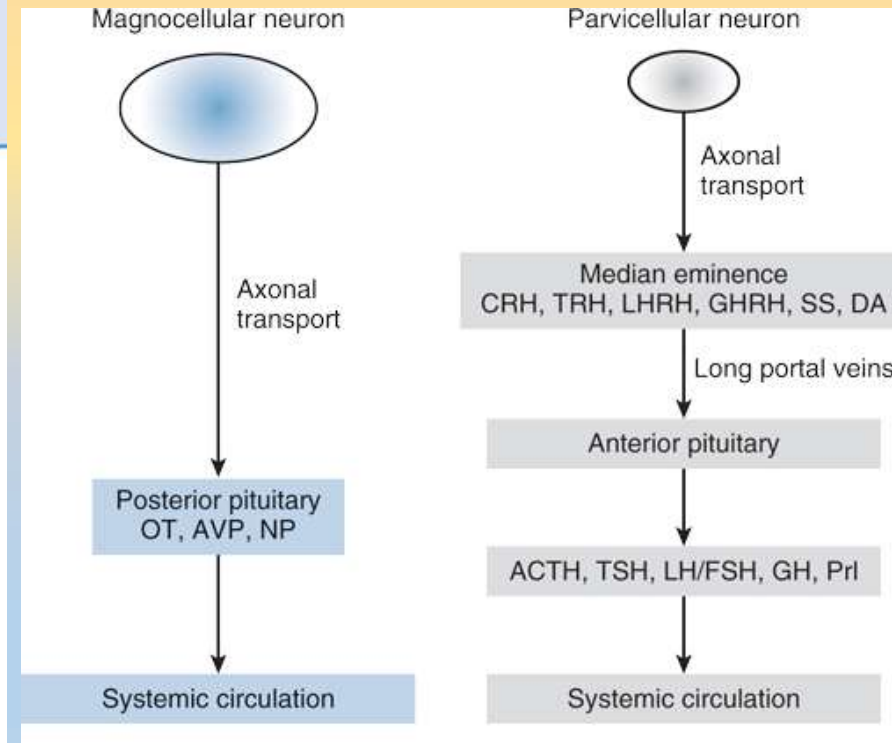 Magnocellular neuron
Axonal
transport
Posterior pituitary
OT, AVP, NP
Systemic circulation
Parvicellular neuron
Axonal
transport
Median eminence
CRH, TRH, LHRH, GHRH, SS, DA
Long portal veins
Anterior pituitary
ACTH, TSH, LH/FSH, GH, Prl
Systemic circulation